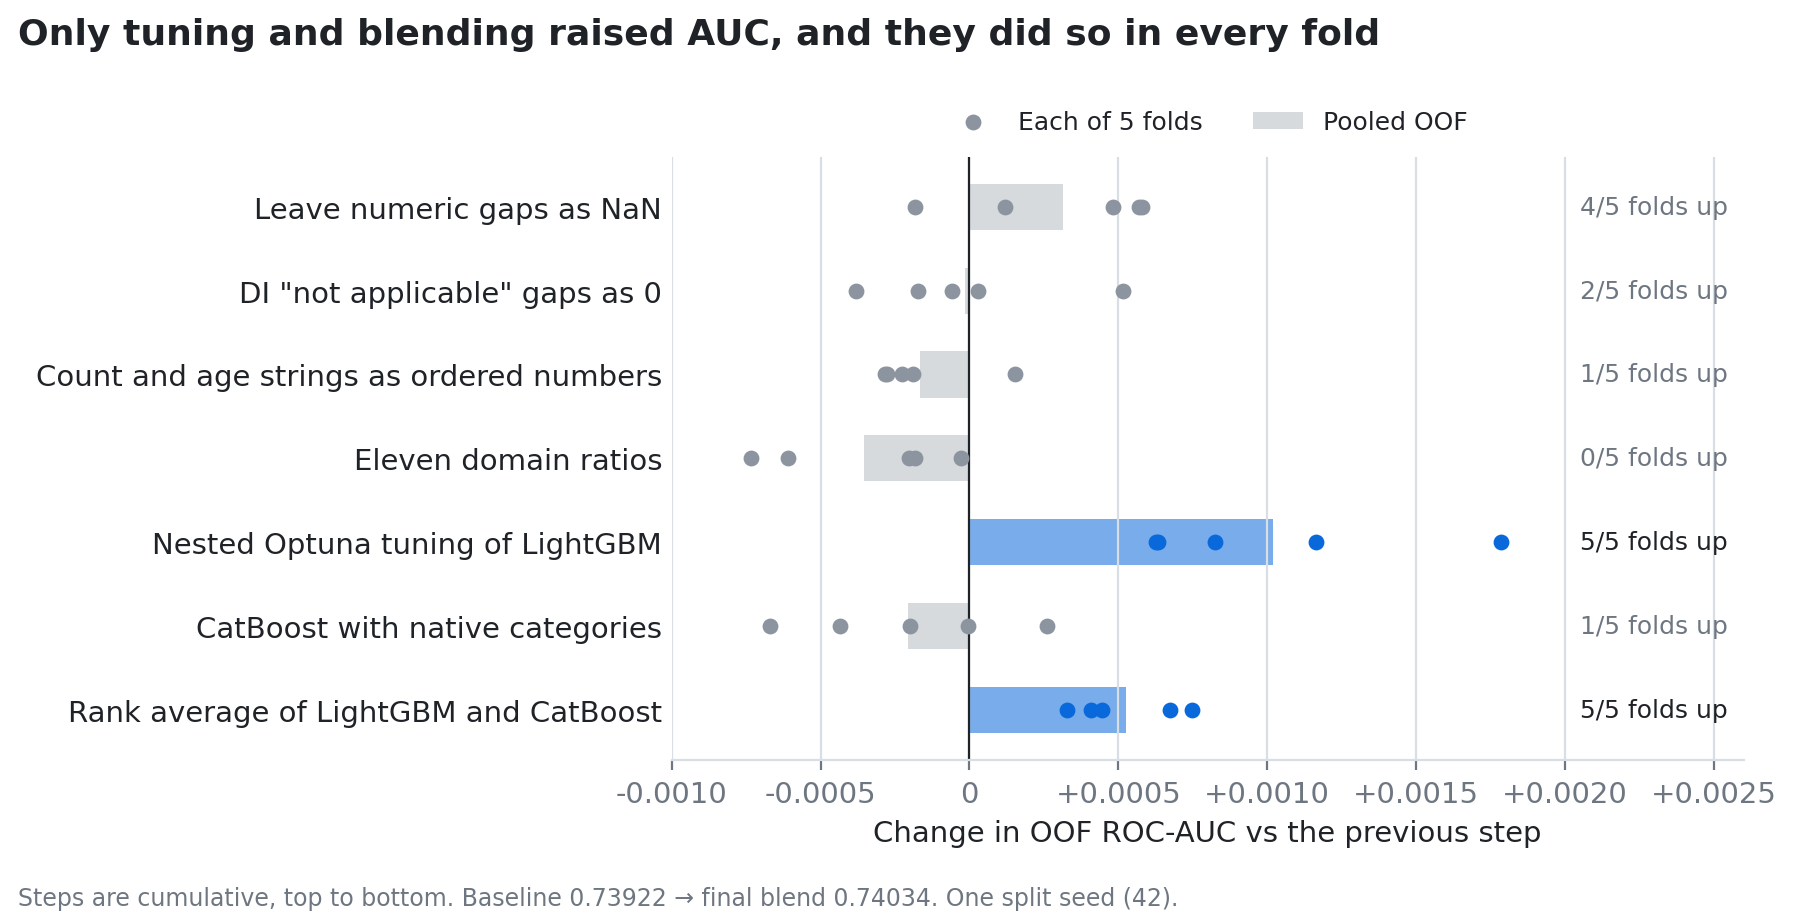 Only tuning and blending raised AUC, and they did so in every fold
Each of 5 folds
Pooled OOF
Leave numeric gaps as NaN
4/5 folds up
DI "not applicable" gaps as 0
2/5 folds up
Count and age strings as ordered numbers
1/5 folds up
Eleven domain ratios
0/5 folds up
Nested Optuna tuning of LightGBM
5/5 folds up
CatBoost with native categories
1/5 folds up
Rank average of LightGBM and CatBoost
5/5 folds up
-0.0010 -0.0005 0 +0.0005 +0.0010 +0.0015 +0.0020 +0.0025
Change in OOF ROC-AUC vs the previous step
Steps are cumulative, top to bottom. Baseline 0.73922 → final blend 0.74034. One split seed (42).